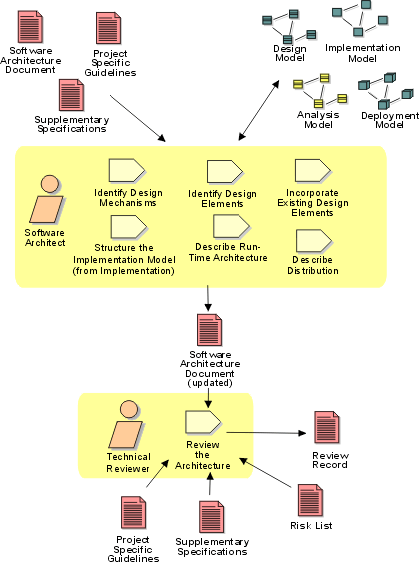 Software
Architecture
Document
Project
Specific
Guidelines
Supplementary
Specifications
Design
Model
Implementation
Model
Analysis
Model
Deployment
Model
Software
Architect
Identify Design
Mechanisms
Identify Design
Elements
Incorporate
Existing Design
Elements
Structure the
Implementation Model
(from Implementation)
Describe Run-
Time Architecture
Describe
Distribution
Software
Architecture
Document
(updated)
Technical
Reviewer
Review
the
Architecture
Review
Record
Project
Specific
Guidelines
Supplementary
Specifications
Risk List